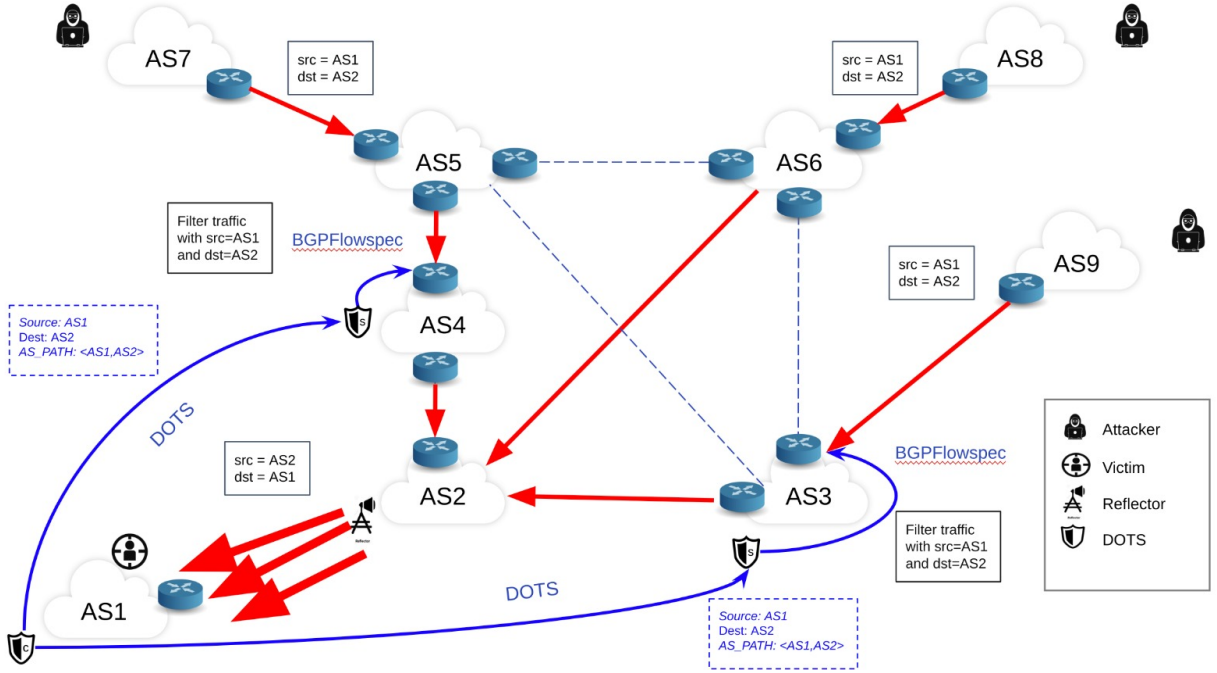 AS7
src = AS1
dst = AS2
src = AS1
dst = AS2
AS8
AS5
AS6
Filter traffic
with src=AS1
and dst=AS2
BGPFlowspec
src = AS1
dst = AS2
AS9
Source: AS1
Dest: AS2
AS_PATH: <AS1,AS2>
S
AS4
DOTS
src = AS2
dst = AS1
AS2
Reflector
AS3
BGPFlowspec
Filter traffic
with src=AS1
and dst=AS2
S
AS1
DOTS
C
Source: AS1
Dest: AS2
AS_PATH: <AS1,AS2>
Attacker
Victim
Reflector
Reflector
DOTS